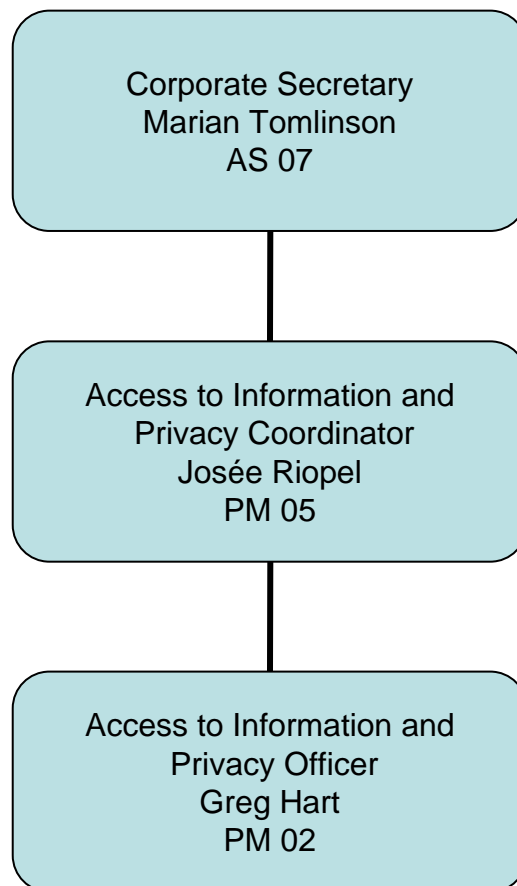 Corporate Secretary
Marian Tomlinson
AS 07
Access to Information and
Privacy Coordinator
Josée Riopel
PM 05
Access to Information and
Privacy Officer
Greg Hart
PM 02